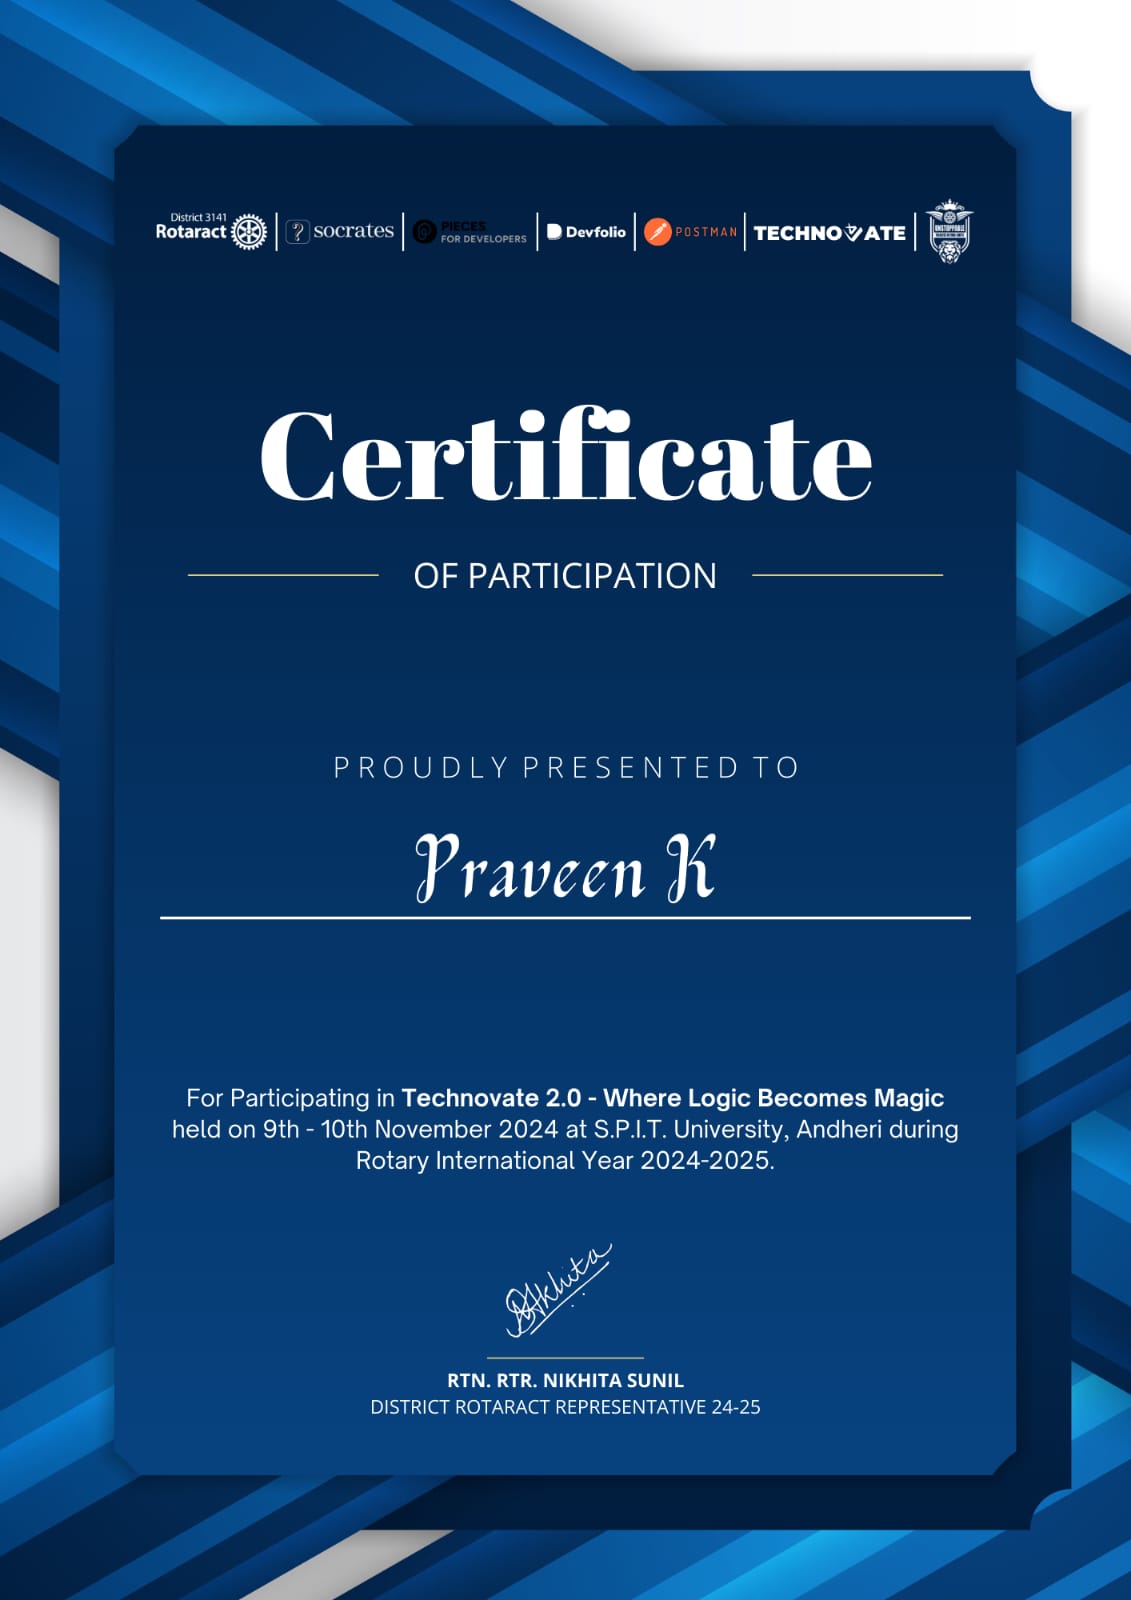 District 3141
Rotaract
? socrates
PIECES
FOR DEVELOPERS
Devfolio
POSTMAN
TECHNOVATE
UNSTOPPABLE
Certificate
OF PARTICIPATION
PROUDLY PRESENTED TO
Praveen K
For Participating in Technovate 2.0 - Where Logic Becomes Magic
held on 9th - 10th November 2024 at S.P.I.T. University, Andheri during
Rotary International Year 2024-2025.
Nikhita
RTN. RTR. NIKHITA SUNIL
DISTRICT ROTARACT REPRESENTATIVE 24-25